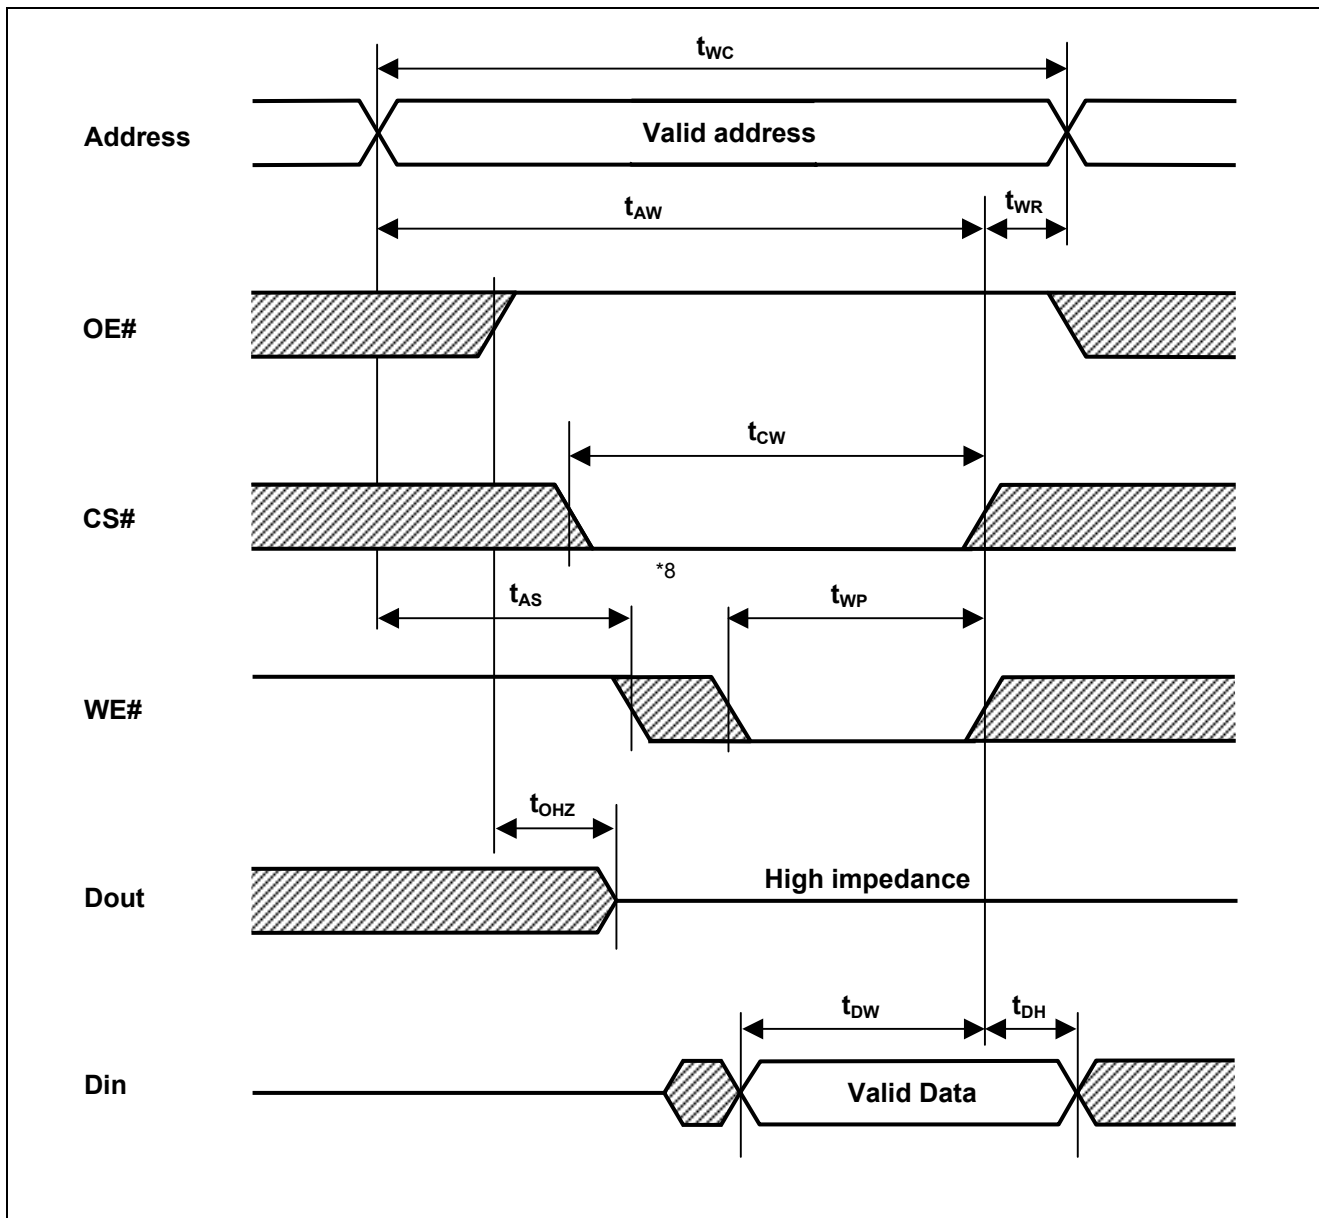 tWC
Address
Valid address
tAW
tWR
OE#
tCW
CS#
*8
tAS
tWP
WE#
tOHZ
Dout
High impedance
tDW
tDH
Din
Valid Data